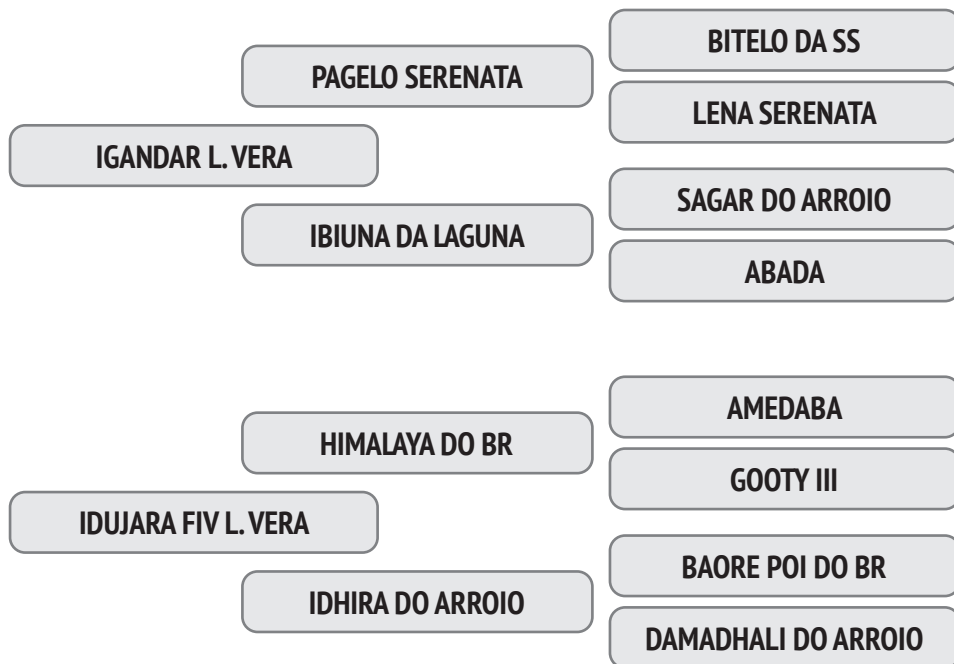 BITELO DA SS
PAGELO SERENATA
LENA SERENATA
IGANDAR L. VERA
SAGAR DO ARROIO
IBIUNA DA LAGUNA
ABADA
AMEDABA
HIMALAYA DO BR
GOOTY III
IDUJARA FIV L. VERA
BAORE POI DO BR
IDHIRA DO ARROIO
DAMADHALI DO ARROIO